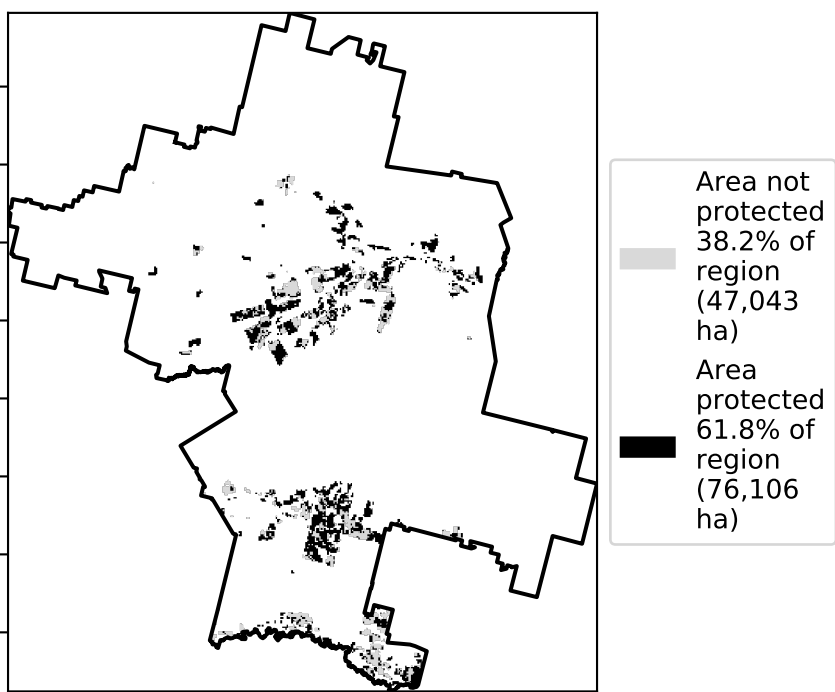 Area not
protected
38.2% of
region
(47,043
ha)
Area
protected
61.8% of
region
(76,106
ha)